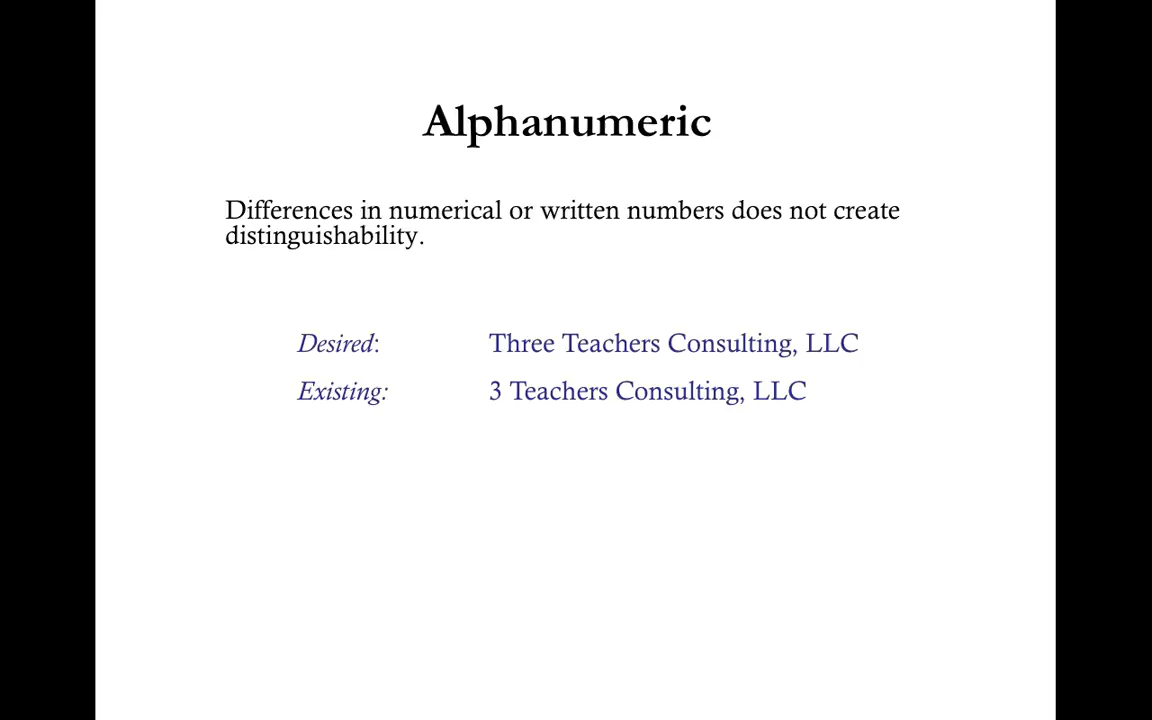 Alphanumeric
Differences in numerical or written numbers does not create
distinguishability.
Desired: Three Teachers Consulting, LLC
Existing: 3 Teachers Consulting, LLC